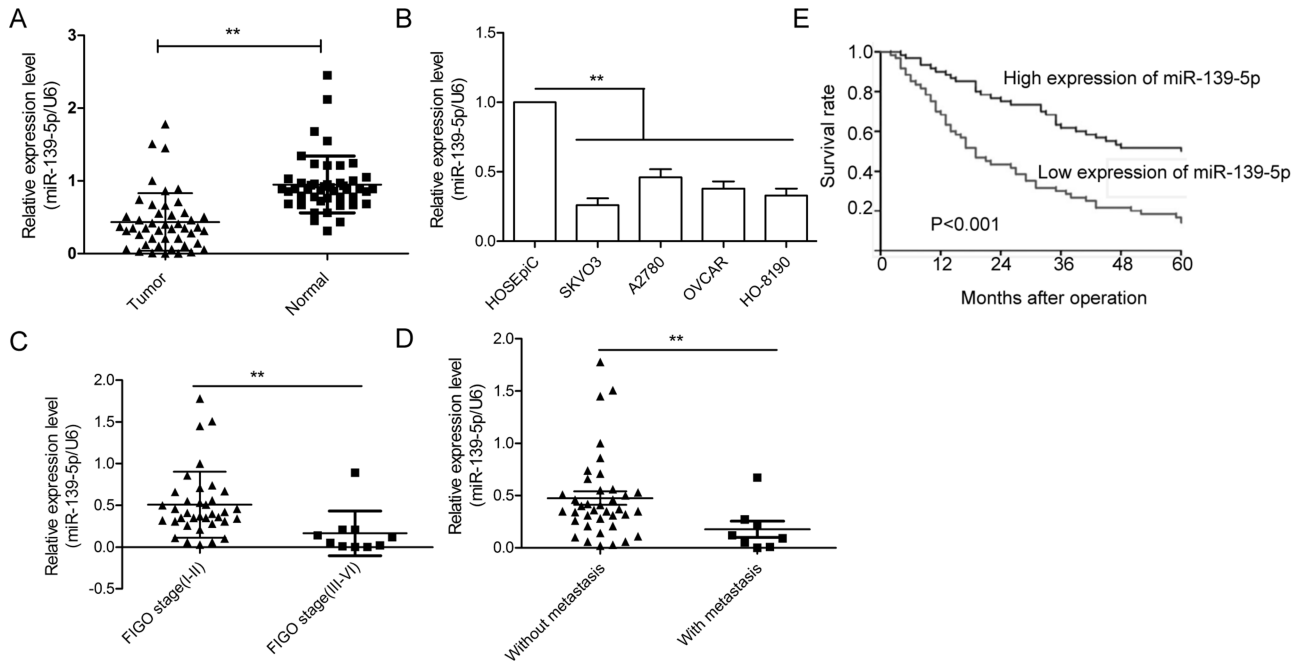 A
Relative expression level
(miR-139-5p/U6)
3
2
1
0
**
Tumor
Normal
B
Relative expression level
(miR-139-5p/U6)
1.5
1.0
0.5
0.0
**
HOSEpiC
SKVO3
A2780
OVCAR
HO-8190
E
Survival rate
1.0
0.8
0.6
0.4
0.2
High expression of miR-139-5p
Low expression of miR-139-5p
P<0.001
0
12
24
36
48
60
Months after operation
C
Relative expression level
(miR-139-5p/U6)
2.0
1.5
1.0
0.5
0.0
-0.5
**
FIGO stage(I-II)
FIGO stage(III-VI)
D
Relative expression level
(miR-139-5p/U6)
2.0
1.5
1.0
0.5
0.0
**
Without metastasis
With metastasis